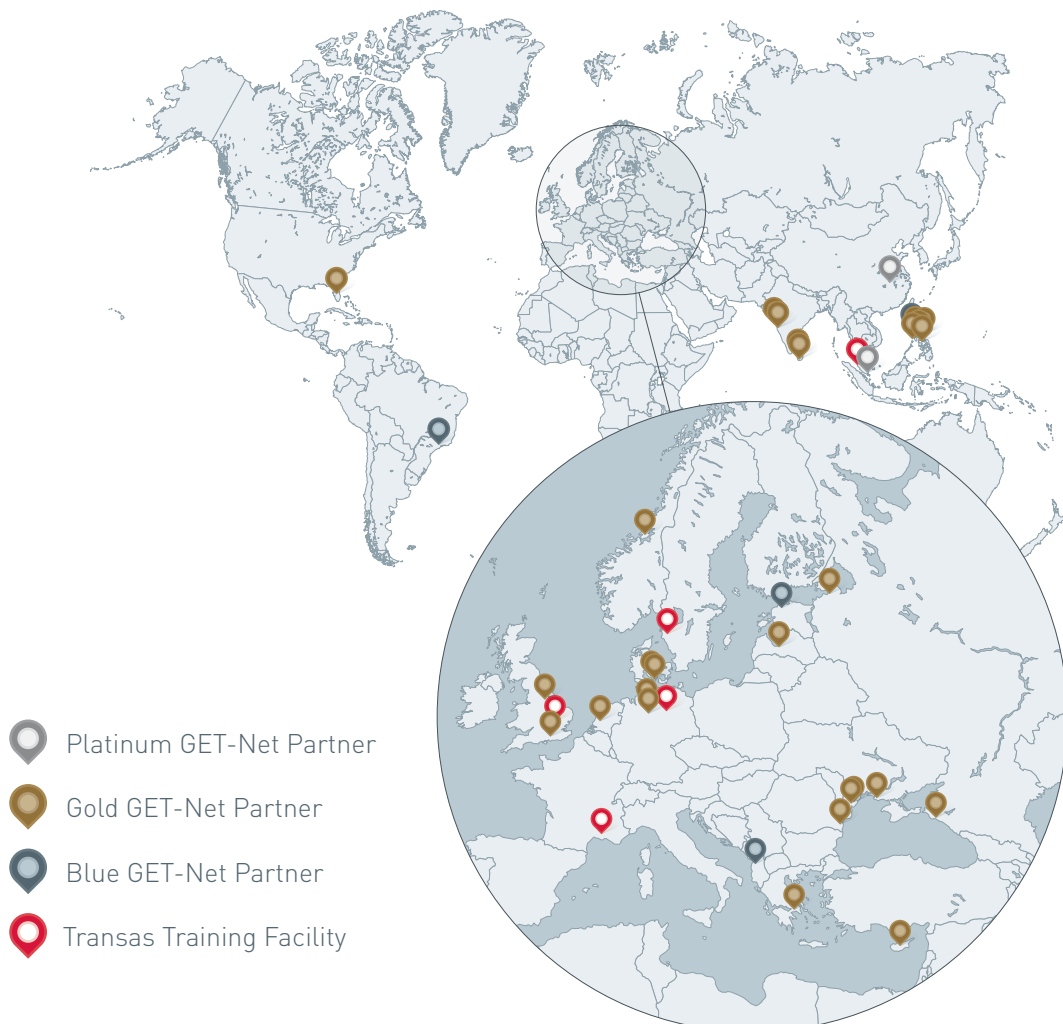 Platinum GET-Net Partner
Gold GET-Net Partner
Blue GET-Net Partner
Transas Training Facility